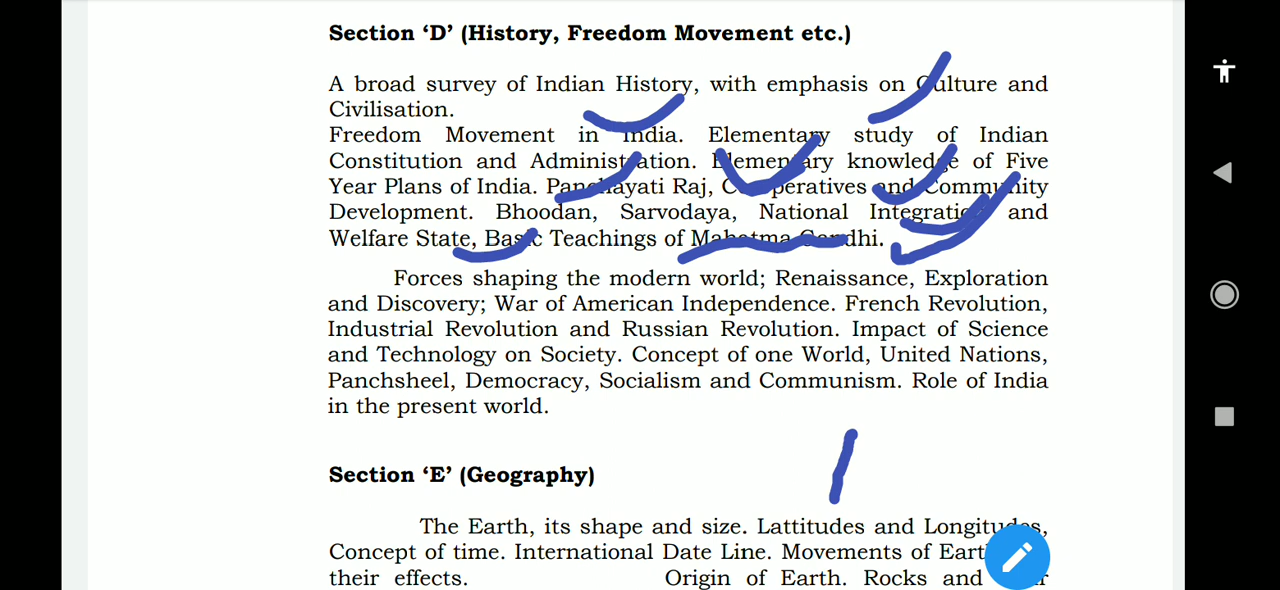 Section ‘D’ (History, Freedom Movement etc.)
A broad survey of Indian History, with emphasis on Culture and
Civilisation.
Freedom Movement in India. Elementary study of Indian
Constitution and Administration. Elementary knowledge of Five
Year Plans of India. Panchayati Raj, Co-operatives and Community
Development. Bhoodan, Sarvodaya, National Integration and
Welfare State, Basic Teachings of Mahatma Gandhi.
Forces shaping the modern world; Renaissance, Exploration
and Discovery; War of American Independence. French Revolution,
Industrial Revolution and Russian Revolution. Impact of Science
and Technology on Society. Concept of one World, United Nations,
Panchsheel, Democracy, Socialism and Communism. Role of India
in the present world.
Section ‘E’ (Geography)
The Earth, its shape and size. Lattitudes and Longitudes,
Concept of time. International Date Line. Movements of Earth
their effects. Origin of Earth. Rocks and